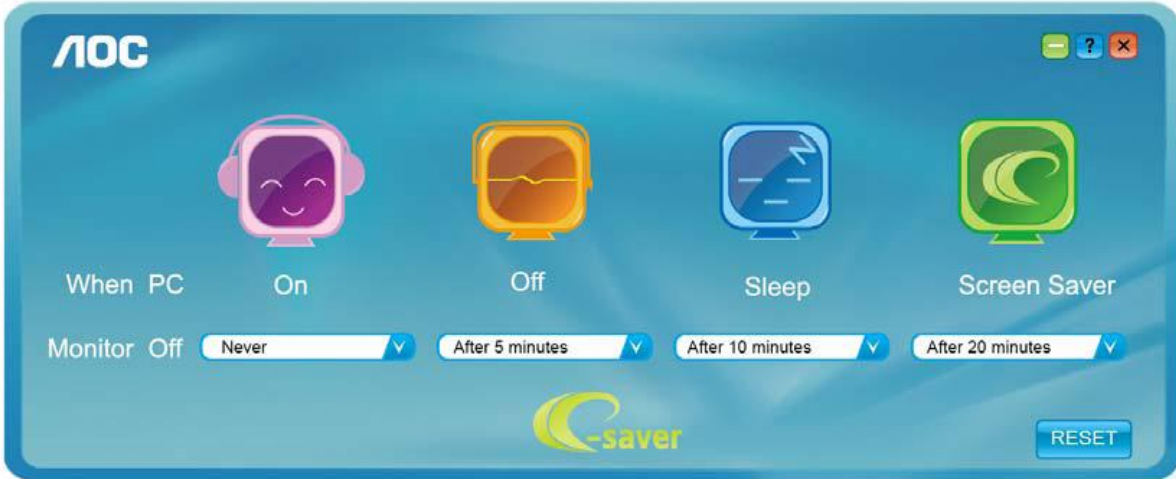 AOC
?
When PC On Off Sleep Screen Saver
Monitor Off Never After 5 minutes After 10 minutes After 20 minutes
e-saver
RESET